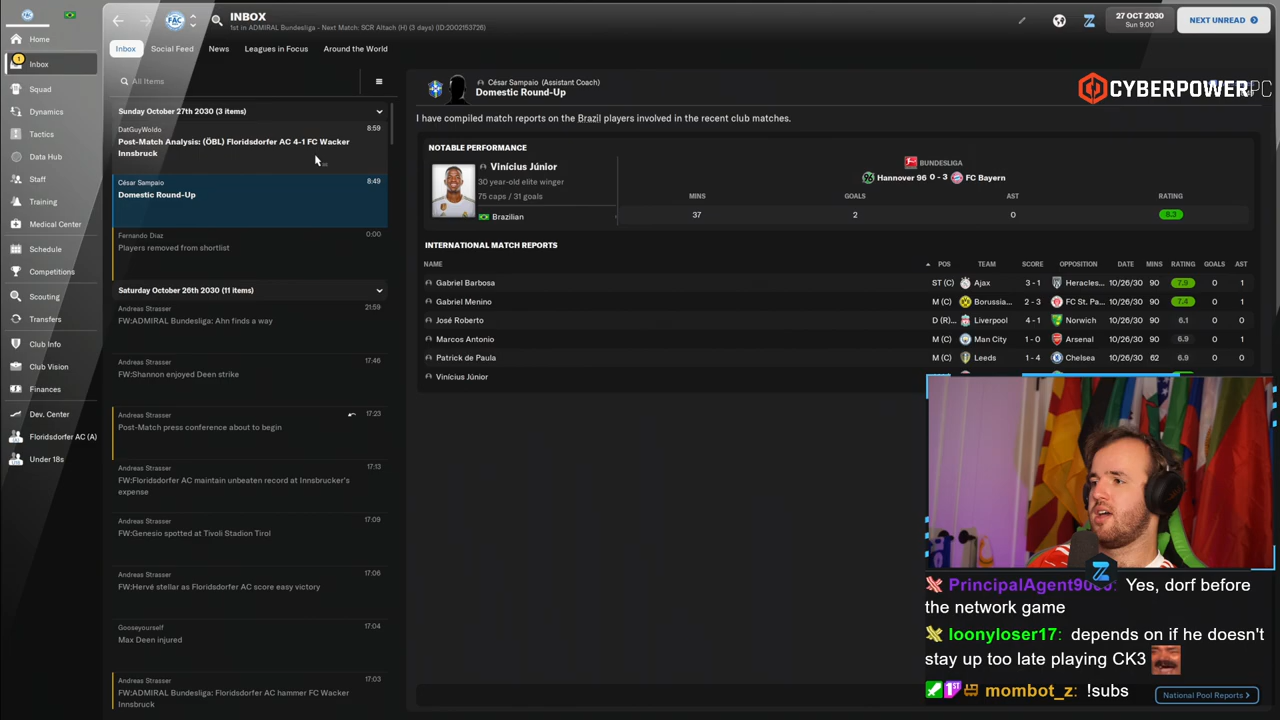 INBOX
1st in ADMIRAL Bundesliga - Next Match: SCR Altach (H) (3 days) (ID:2002153726)
27 OCT 2030
Sun 9:00
NEXT UNREAD
Home
1
Inbox
Squad
Dynamics
Tactics
Data Hub
Staff
Training
Medical Center
Schedule
Competitions
Scouting
Transfers
Club Info
Club Vision
Finances
Dev. Center
Floridsdorfer AC (A)
Under 18s
Inbox
Social Feed
News
Leagues in Focus
Around the World
All Items
Sunday October 27th 2030 (3 items)
DatGuyWoldo
8:59
Post-Match Analysis: (ÖBL) Floridsdorfer AC 4-1 FC Wacker
Innsbruck
César Sampaio
8:49
Domestic Round-Up
Fernando Diaz
0:00
Players removed from shortlist
Saturday October 26th 2030 (11 items)
Andreas Strasser
21:59
FW:ADMIRAL Bundesliga: Ahn finds a way
Andreas Strasser
17:46
FW:Shannon enjoyed Deen strike
Andreas Strasser
17:23
Post-Match press conference about to begin
Andreas Strasser
17:13
FW:Floridsdorfer AC maintain unbeaten record at Innsbrucker's
expense
Andreas Strasser
17:09
FW:Genesio spotted at Tivoli Stadion Tirol
Andreas Strasser
17:06
FW:Hervé stellar as Floridsdorfer AC score easy victory
Gooseyourself
17:04
Max Deen injured
Andreas Strasser
17:03
FW:ADMIRAL Bundesliga: Floridsdorfer AC hammer FC Wacker
Innsbruck
César Sampaio (Assistant Coach)
Domestic Round-Up
CYBERPOWERPC
I have compiled match reports on the Brazil players involved in the recent club matches.
NOTABLE PERFORMANCE
Vinícius Júnior
30 year-old elite winger
75 caps / 31 goals
Brazilian
BUNDESLIGA
Hannover 96 0 - 3 FC Bayern
MINS GOALS AST RATING
37 2 0 8.3
INTERNATIONAL MATCH REPORTS
NAME POS TEAM SCORE OPPOSITION DATE MINS RATING GOALS AST
Gabriel Barbosa ST (C) Ajax 3 - 1 Heracles... 10/26/30 90 7.9 0 1
Gabriel Menino M (C) Borussia... 2 - 3 FC St. Pa... 10/26/30 90 7.4 0 1
José Roberto D (R)... Liverpool 4 - 1 Norwich 10/26/30 90 6.1 0 0
Marcos Antonio M (C) Man City 1 - 0 Arsenal 10/26/30 90 6.9 0 1
Patrick de Paula M (C) Leeds 1 - 4 Chelsea 10/26/30 62 6.9 0 0
Vinícius Júnior
Yes, dorf before
the network game
loonyloser17: depends on if he doesn't
stay up too late playing CK3
mombot_z: !subs
National Pool Reports >